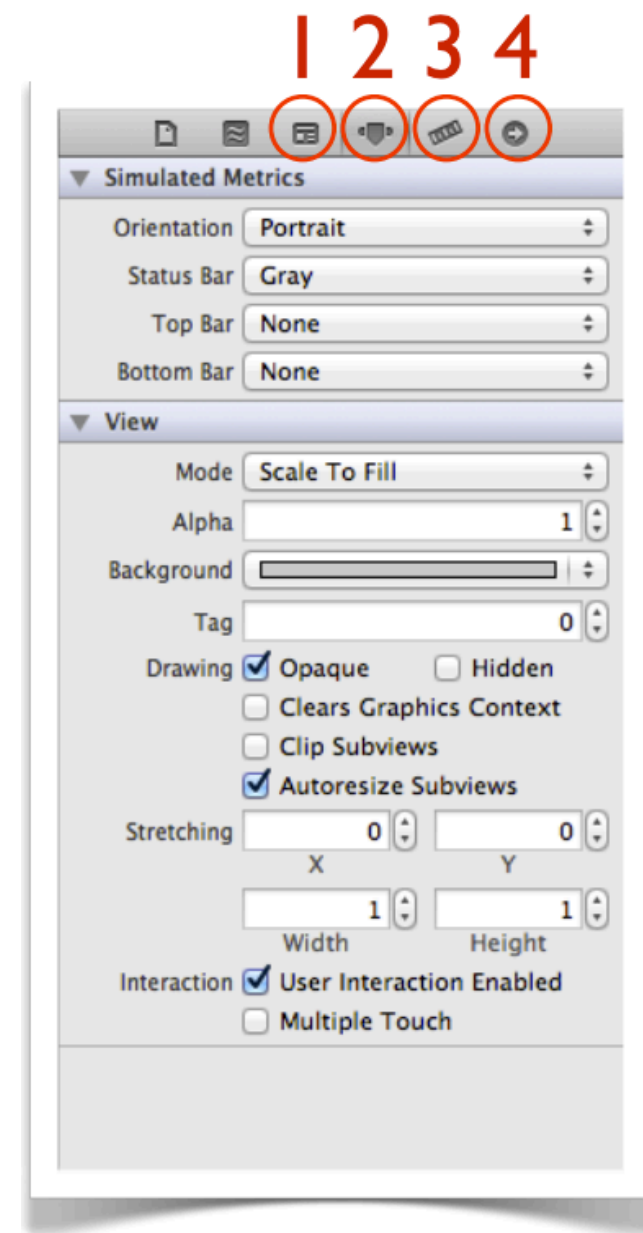 1 2 3 4
Simulated Metrics
Orientation Portrait
Status Bar Gray
Top Bar None
Bottom Bar None
View
Mode Scale To Fill
Alpha 1
Background
Tag 0
Drawing Opaque Hidden
Clears Graphics Context
Clip Subviews
Autoresize Subviews
Stretching 0 0
X Y
1 1
Width Height
Interaction User Interaction Enabled
Multiple Touch